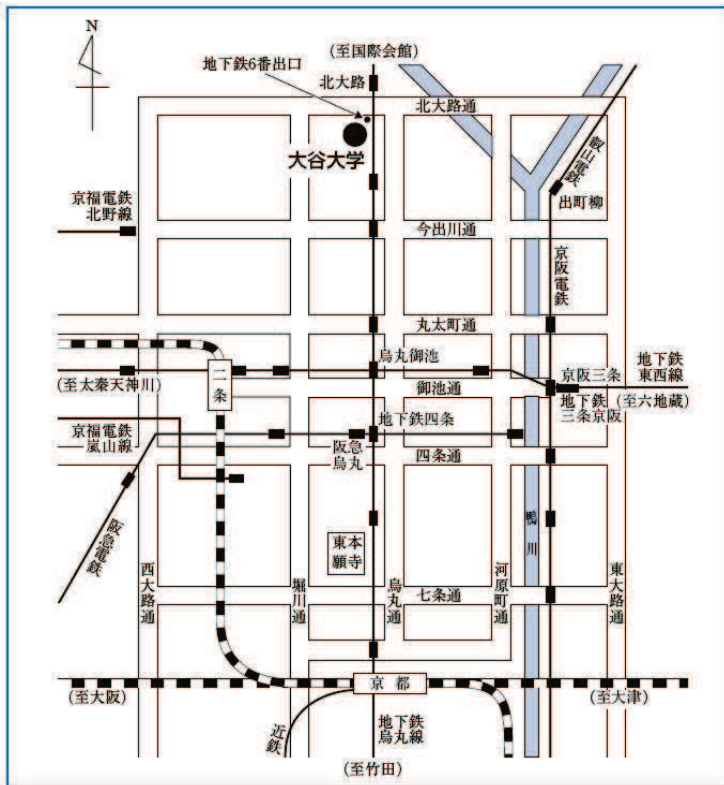 N
(至国際会館)
地下鉄6番出口
北大路
北大路通
大谷大学
叡山電鉄
京福電鉄
北野線
出町柳
今出川通
京阪電鉄
丸太町通
烏丸御池
京阪三条
地下鉄
東西線
(至太秦天神川)
二条
御池通
地下鉄
三条京阪
(至六地蔵)
地下鉄四条
京福電鉄
嵐山線
阪急
烏丸
四条通
阪急電鉄
鴨川
東本
願寺
西大路通
堀川通
烏丸通
七条通
河原町通
東大路通
京都
(至大阪)
(至大津)
近鉄
地下鉄
烏丸線
(至竹田)